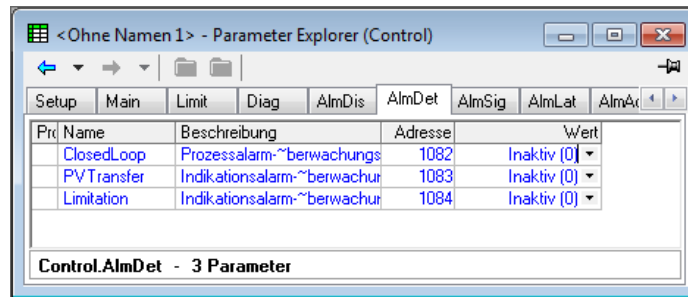 <Ohne Namen 1> - Parameter Explorer (Control)
Setup Main Limit Diag AlmDis AlmDet AlmSig AlmLat
Name Beschreibung Adresse Wert
ClosedLoop Prozessalarm-~berwachungs 1082 Inaktiv (0)
PVTransfer Indikationsalarm-~berwachur 1083 Inaktiv (0)
Limitation Indikationsalarm-~berwachur 1084 Inaktiv (0)
Control.AlmDet - 3 Parameter